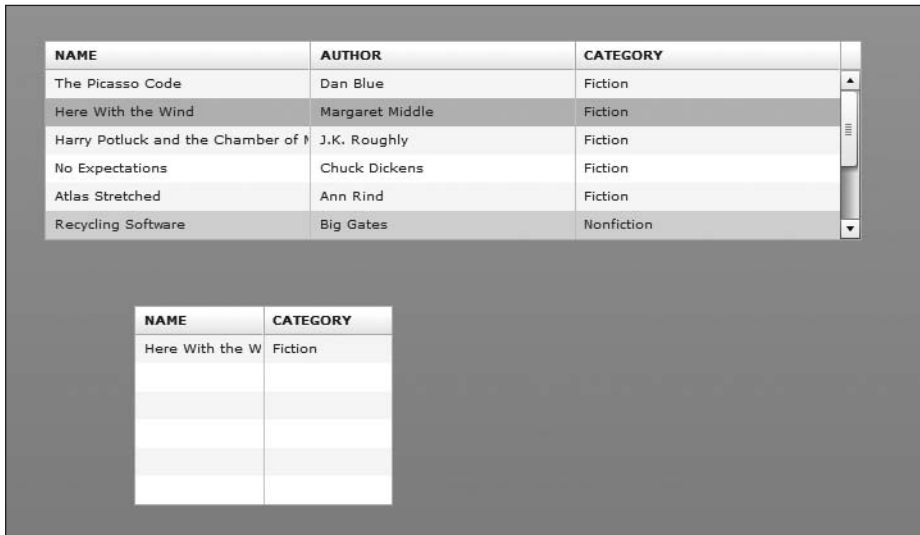 NAME AUTHOR CATEGORY
The Picasso Code Dan Blue Fiction
Here With the Wind Margaret Middle Fiction
Harry Potluck and the Chamber of J.K. Roughly Fiction
No Expectations Chuck Dickens Fiction
Atlas Stretched Ann Rind Fiction
Recycling Software Big Gates Nonfiction
NAME CATEGORY
Here With the W Fiction